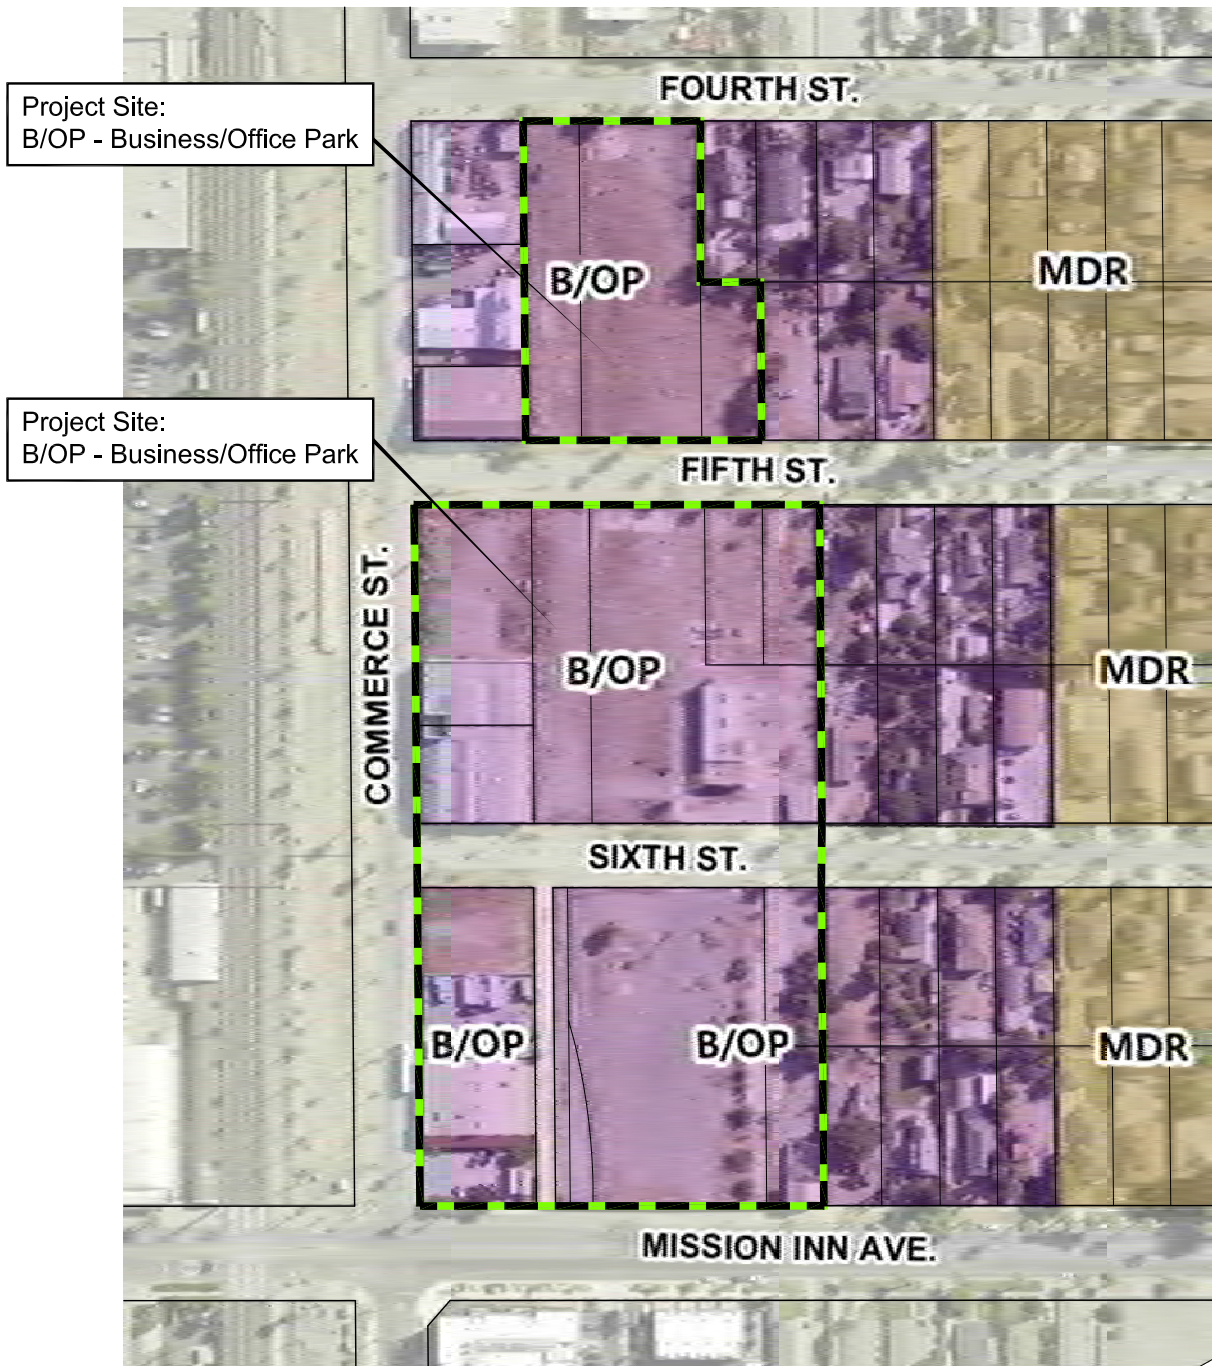 FOURTH ST.
Project Site:
B/OP - Business/Office Park
B/OP
MDR
Project Site:
B/OP - Business/Office Park
FIFTH ST.
COMMERCE ST.
B/OP
MDR
SIXTH ST.
B/OP
B/OP
MDR
MISSION INN AVE.